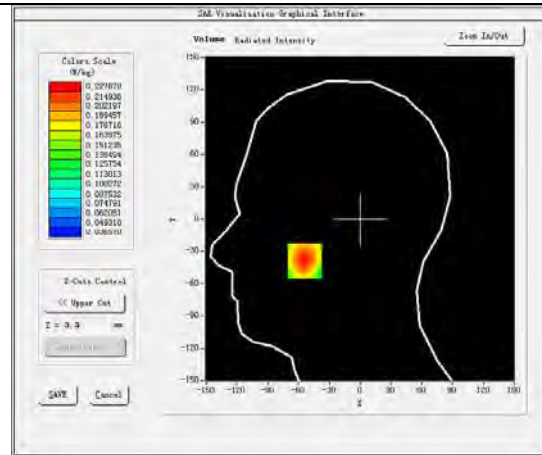 SAR Visualisation Graphical Interface
Volume Radiated Intensity
Zoom In/Out
Colors Scale
(W/kg)
0.227670
0.214930
0.202197
0.189457
0.176716
0.163975
0.151235
0.138494
0.125754
0.113013
0.100272
0.087532
0.074791
0.062051
0.049310
0.036570
150
120
90
60
30
0
-30
-60
-90
-120
-150
Y
-150 -120 -90 -60 -30 0 30 60 90 120 150
X
Z-Cuts Control
<< Upper Cut
Z = 3.3 mm
SAVE
Cancel